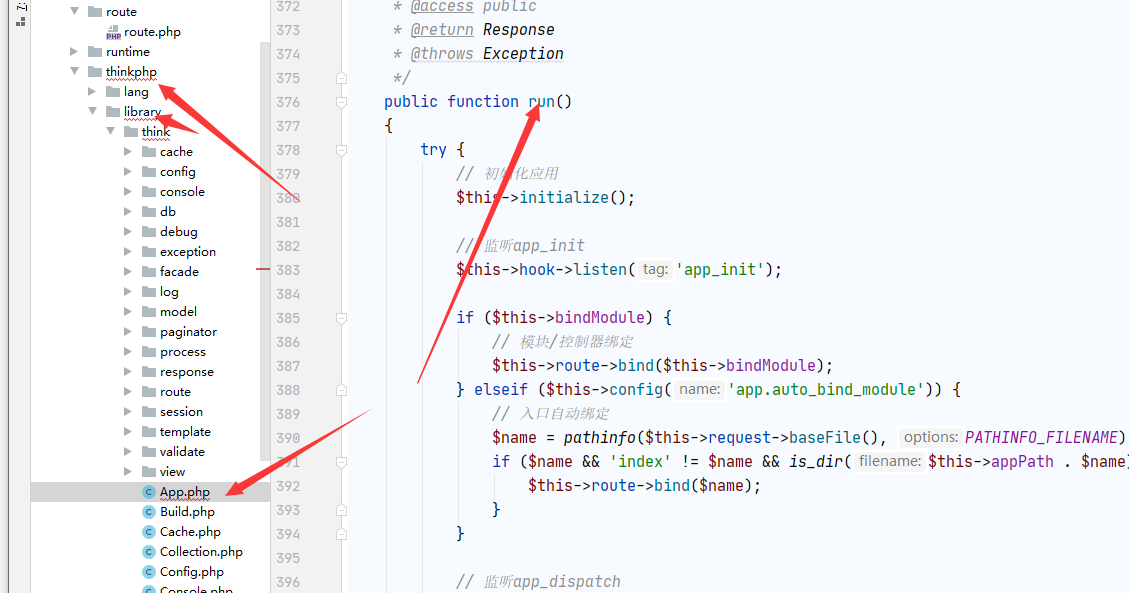 Z:
route
route.php
runtime
thinkphp
lang
library
think
cache
config
console
db
debug
exception
facade
log
model
paginator
process
response
route
session
template
validate
view
App.php
Build.php
Cache.php
Collection.php
Config.php
Console.php
372 * @access public
373 * @return Response
374 * @throws Exception
375 */
376 public function run()
377 {
378 try {
379 // 初始化应用
380 $this->initialize();
381
382 // 监听app_init
383 $this->hook->listen( tag: 'app_init');
384
385 if ($this->bindModule) {
386 // 模块/控制器绑定
387 $this->route->bind($this->bindModule);
388 } elseif ($this->config( name: 'app.auto_bind_module')) {
389 // 入口自动绑定
390 $name = pathinfo($this->request->baseFile(), options: PATHINFO_FILENAME)
391 if ($name && 'index' != $name && is_dir( filename: $this->appPath . $name)
392 $this->route->bind($name);
393 }
394 }
395
396 // 监听app_dispatch